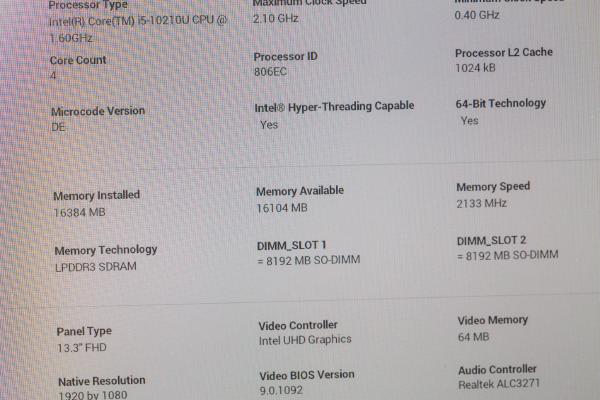 Processor Type
Maximum Clock Speed
Minimum Clock Speed
Intel(R) Core(TM) i5-10210U CPU @
1.60GHz
2.10 GHz
0.40 GHz
Core Count
4
Processor ID
806EC
Processor L2 Cache
1024 kB
Microcode Version
DE
Intel® Hyper-Threading Capable
Yes
64-Bit Technology
Yes
Memory Installed
16384 MB
Memory Available
16104 MB
Memory Speed
2133 MHz
Memory Technology
LPDDR3 SDRAM
DIMM_SLOT 1
= 8192 MB SO-DIMM
DIMM_SLOT 2
= 8192 MB SO-DIMM
Panel Type
13.3" FHD
Video Controller
Intel UHD Graphics
Video Memory
64 MB
Native Resolution
1920 by 1080
Video BIOS Version
9.0.1092
Audio Controller
Realtek ALC3271